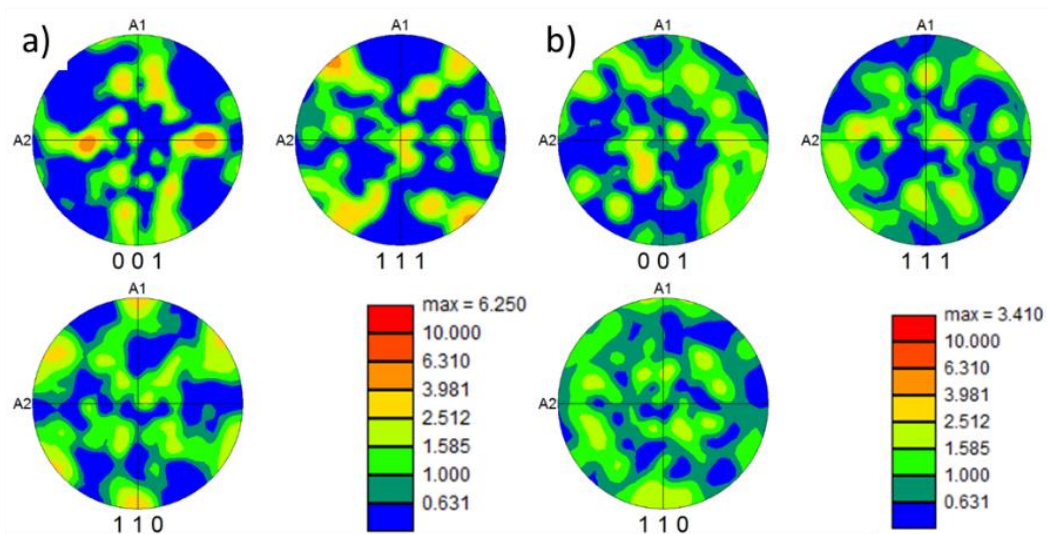 a)
A1
A2
0 0 1
A1
A2
1 1 1
A1
A2
1 1 0
max = 6.250
10.000
6.310
3.981
2.512
1.585
1.000
0.631
b)
A1
A2
0 0 1
A1
A2
1 1 1
A1
A2
1 1 0
max = 3.410
10.000
6.310
3.981
2.512
1.585
1.000
0.631